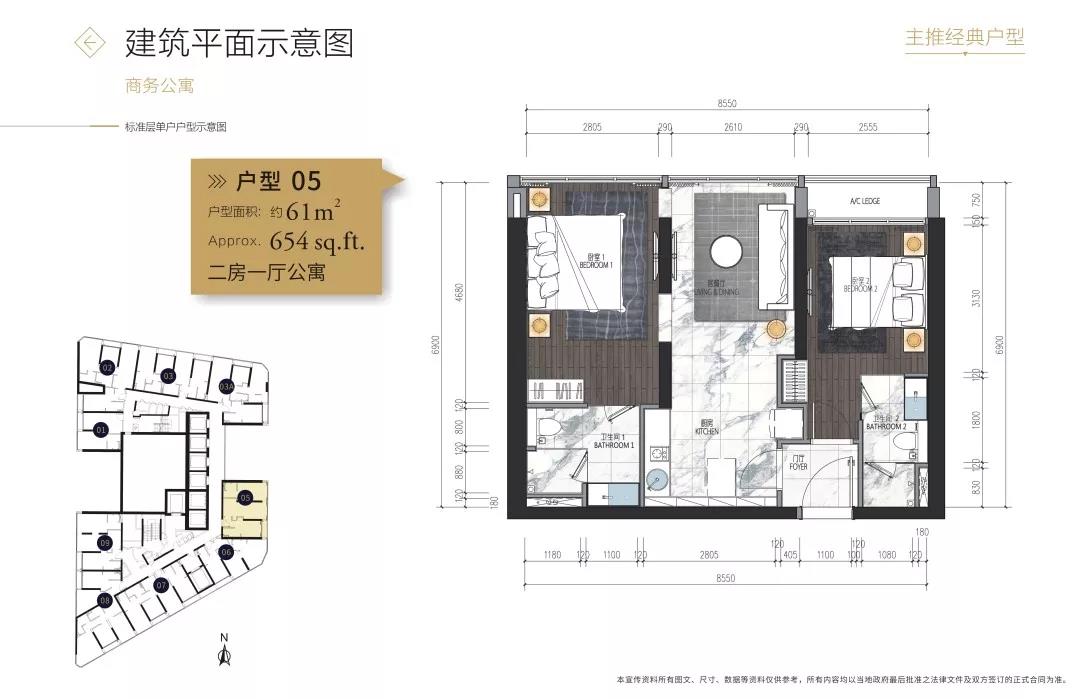 建筑平面示意图
主推经典户型
商务公寓
标准层单户户型示意图
户型 05
户型面积: 约61m²
Approx. 654 sq.ft.
二房一厅公寓
8550
2805 290 2610 290 2555
A/C LEDGE
750
150
4680
3130
6900
6900
卧室 1
BEDROOM 1
客餐厅
LIVING & DINING
卧室 2
BEDROOM 2
120
120
800
1800
120
880
120
120
830
180
卫生间 1
BATHROOM 1
厨房
KITCHEN
卫生间 2
BATHROOM 2
门厅
FOYER
180
1180 120 1100 120 2805 120 405 1100 120 100 1080 120
8550
02
03
03A
01
05
09
06
07
08
N
本宣传资料所有图文、尺寸、数据等资料仅供参考，所有内容均以当地政府最后批准之法律文件及双方签订的正式合同为准。